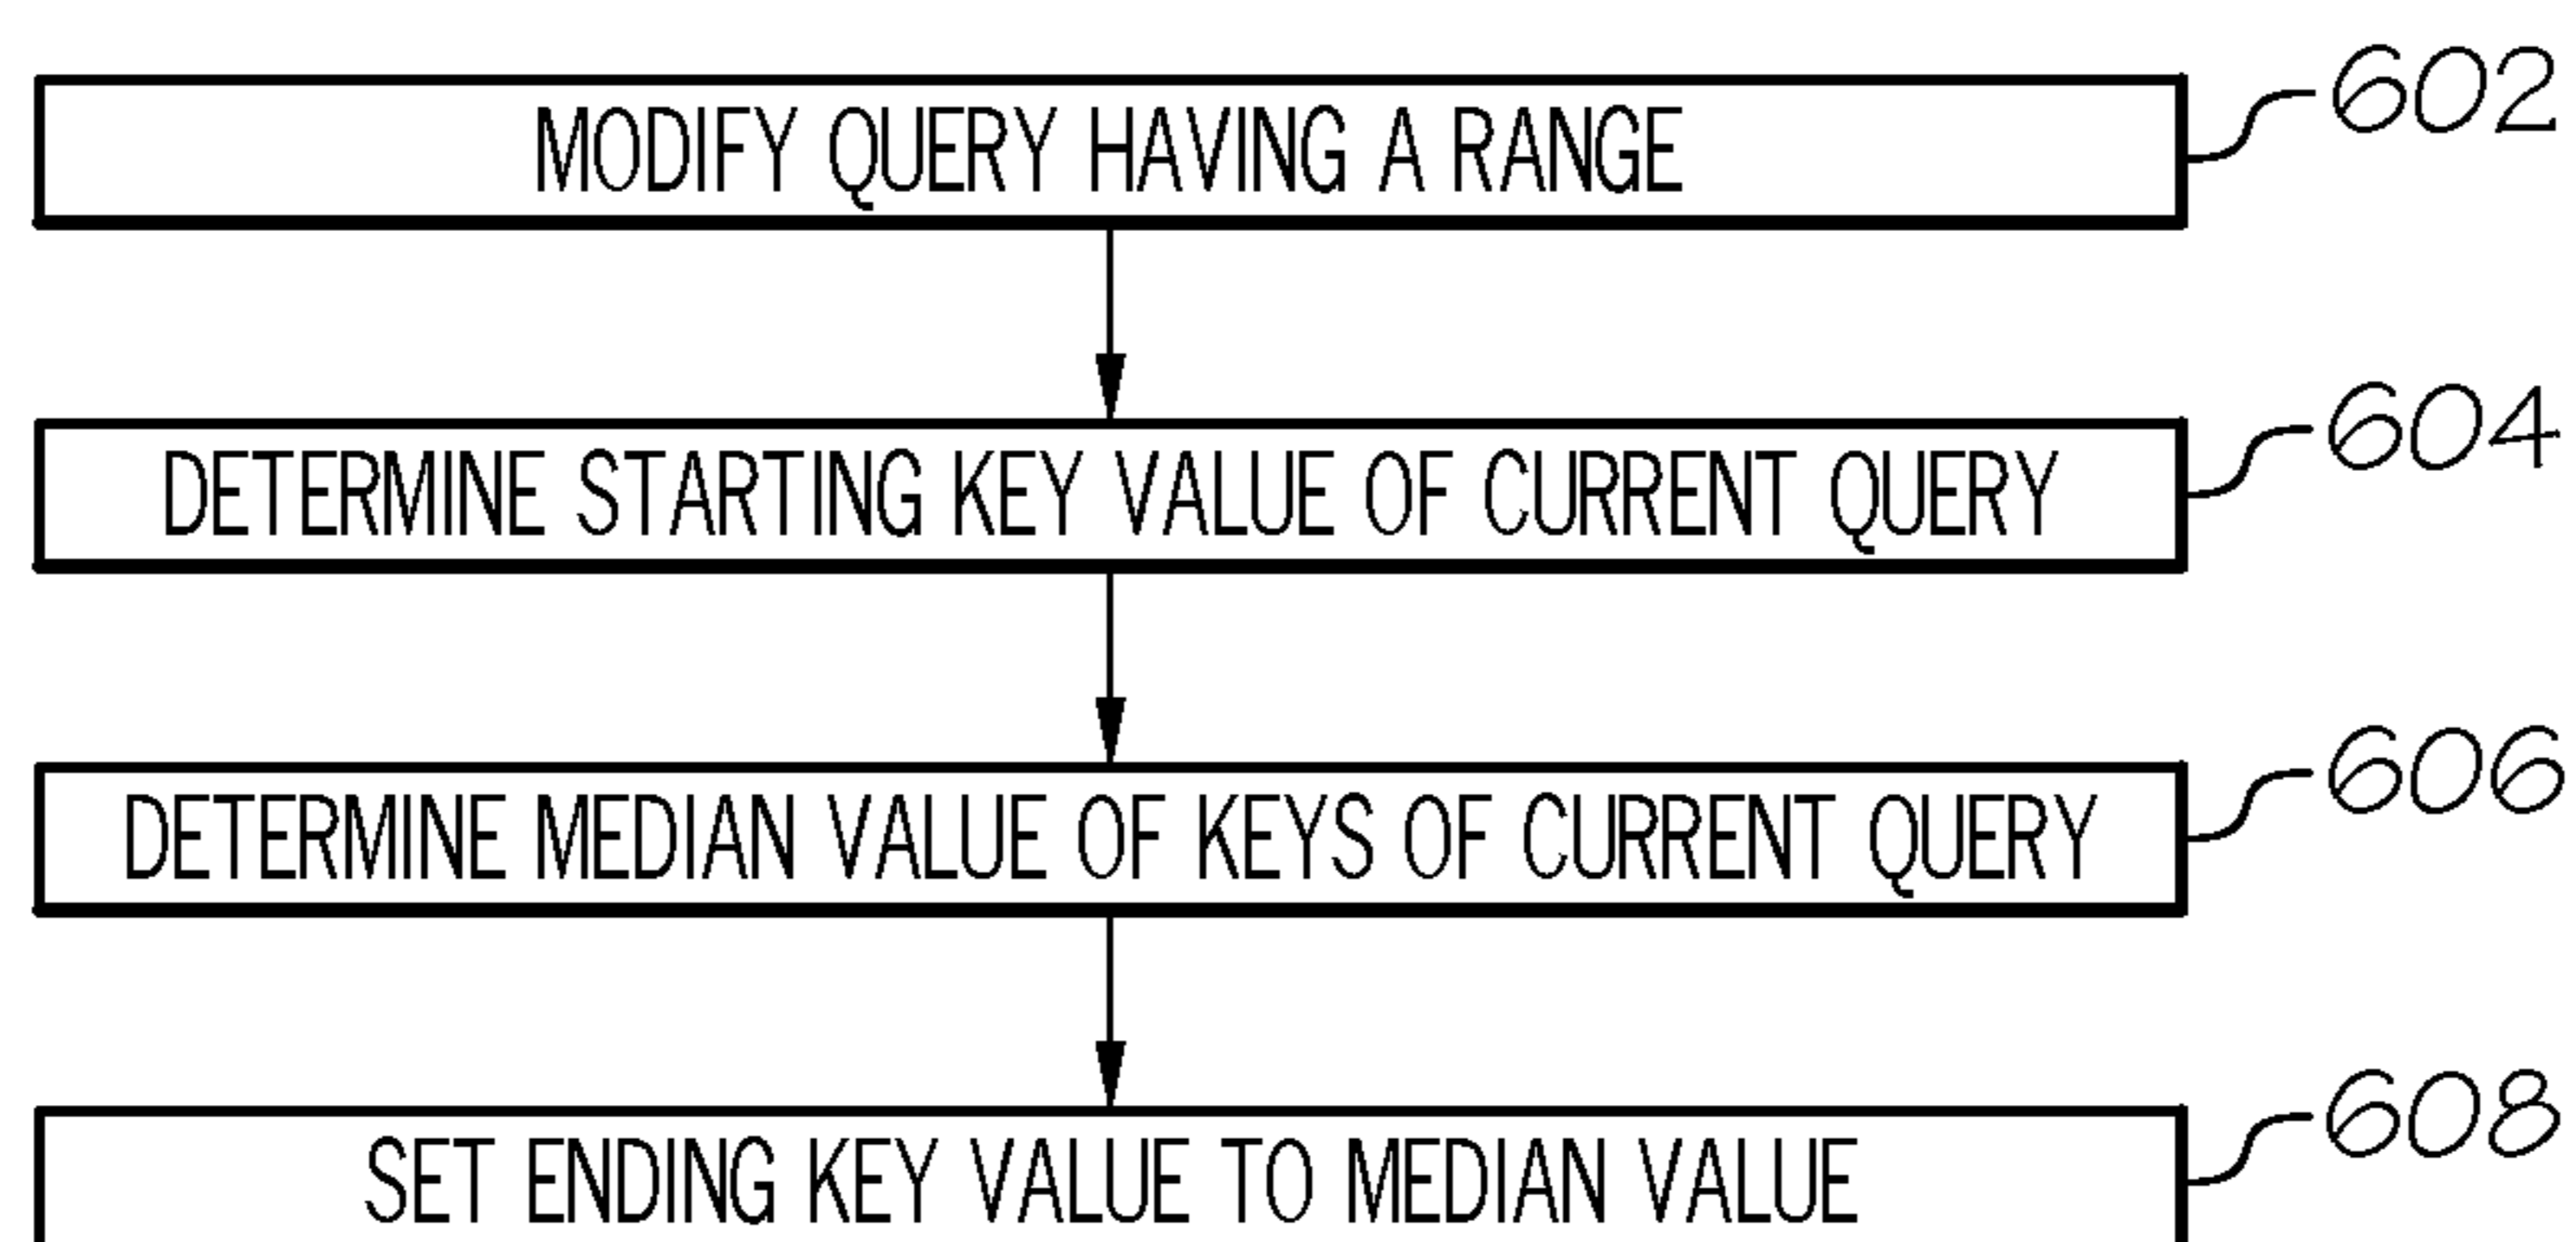 MODIFY QUERY HAVING A RANGE
602
DETERMINE STARTING KEY VALUE OF CURRENT QUERY
604
DETERMINE MEDIAN VALUE OF KEYS OF CURRENT QUERY
606
SET ENDING KEY VALUE TO MEDIAN VALUE
608